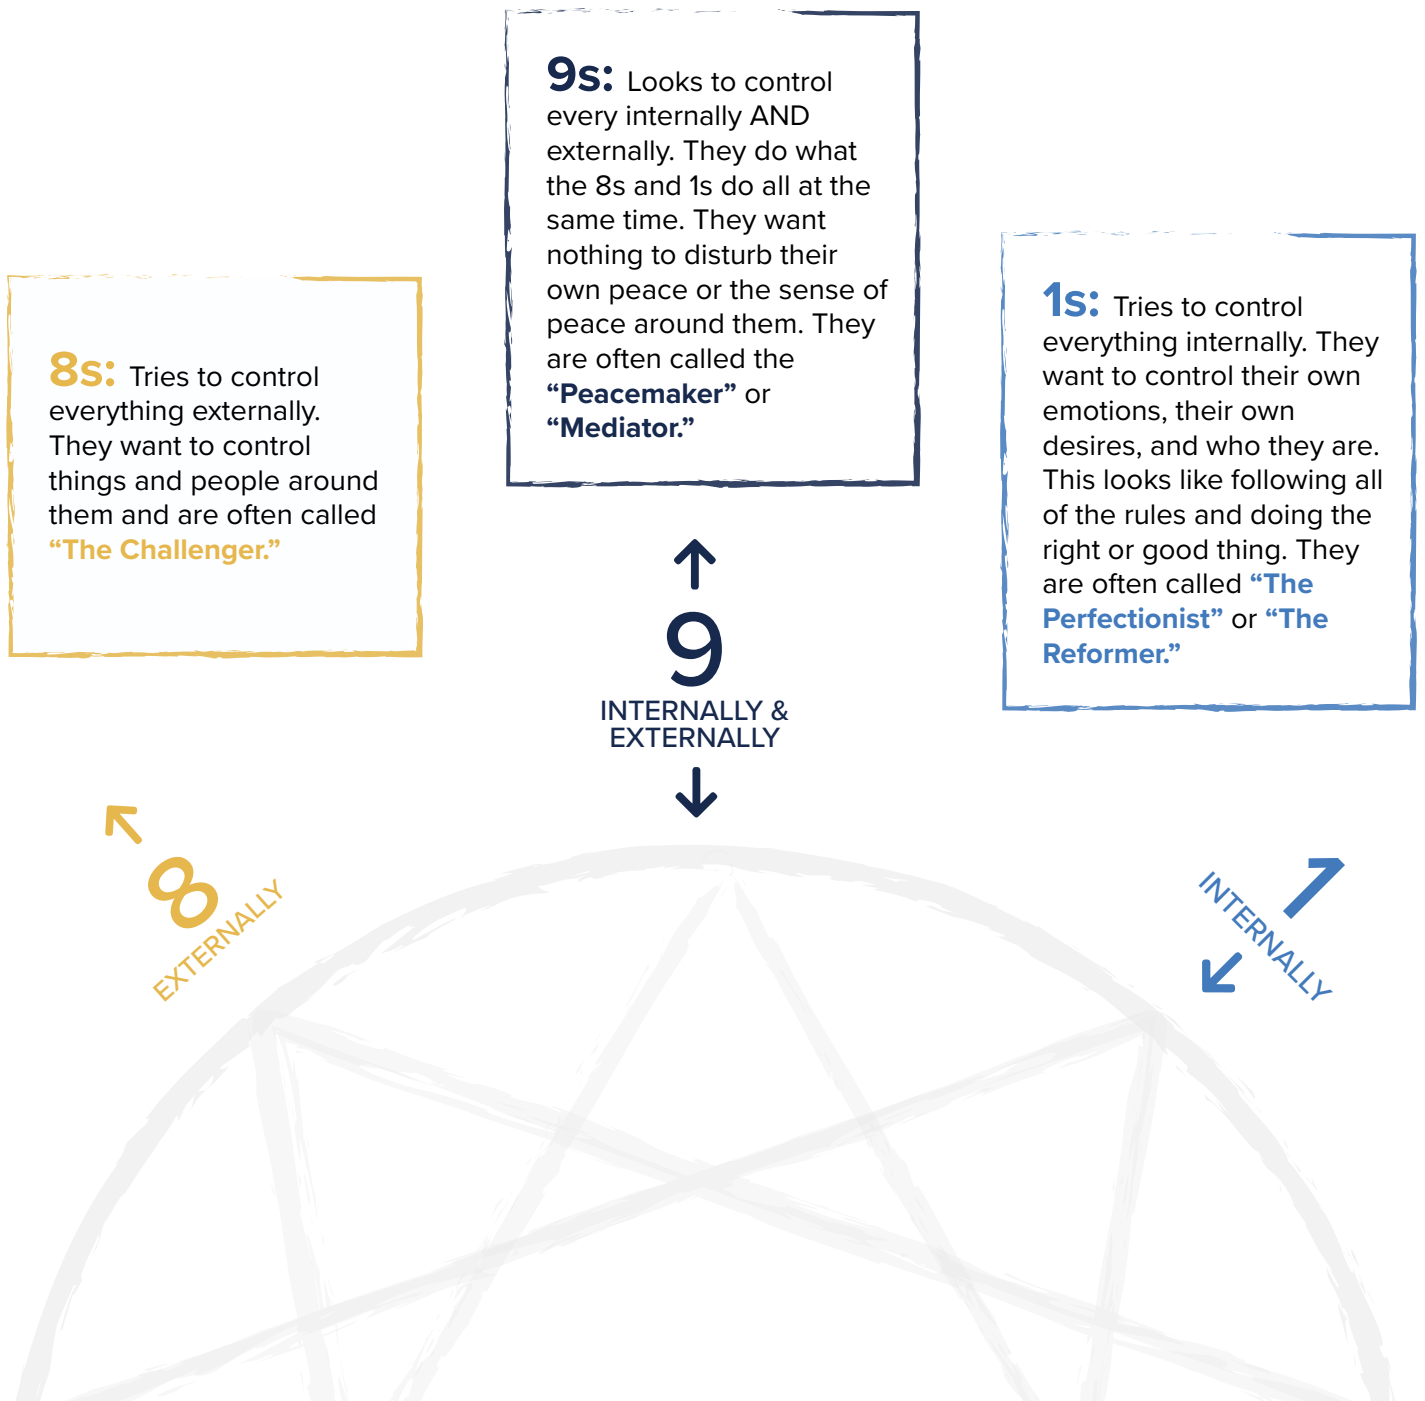 9s: Looks to control
every internally AND
externally. They do what
the 8s and 1s do all at the
same time. They want
nothing to disturb their
own peace or the sense of
peace around them. They
are often called the
“Peacemaker” or
“Mediator.”
8s: Tries to control
everything externally.
They want to control
things and people around
them and are often called
“The Challenger.”
1s: Tries to control
everything internally. They
want to control their own
emotions, their own
desires, and who they are.
This looks like following all
of the rules and doing the
right or good thing. They
are often called “The
Perfectionist” or “The
Reformer.”
9
INTERNALLY &
EXTERNALLY
8
EXTERNALLY
1
INTERNALLY